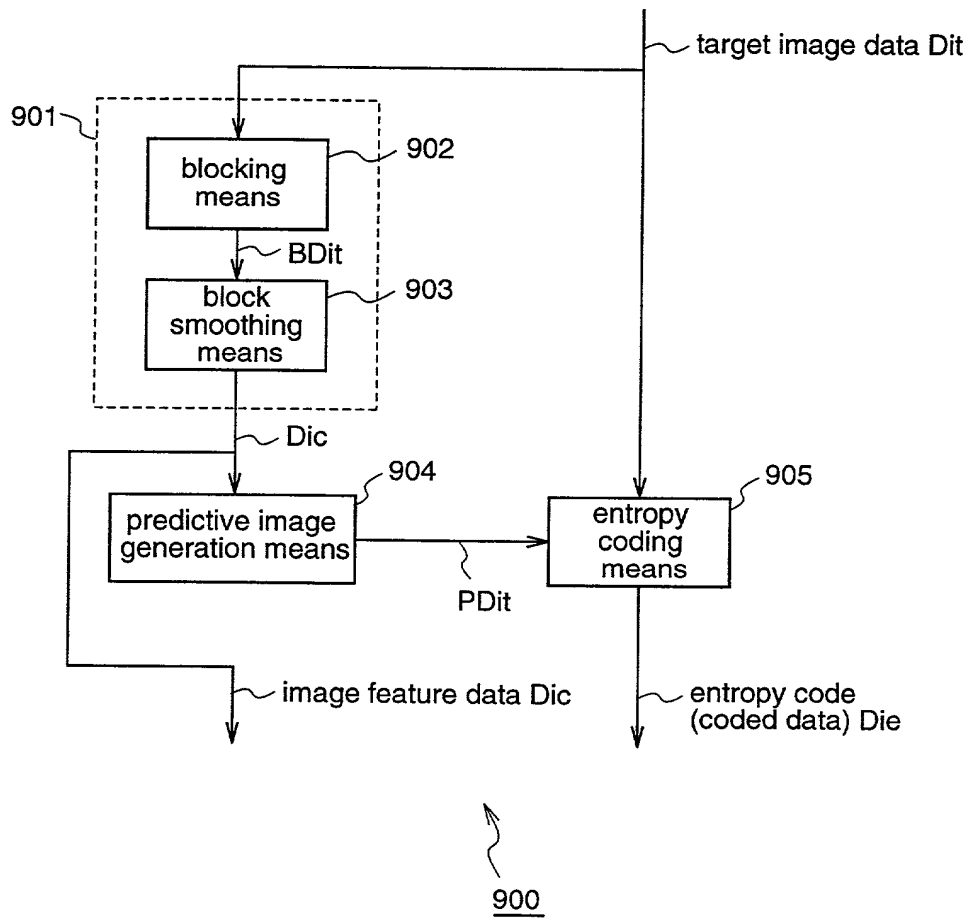 target image data Dit
901
902
blocking
means
BDit
903
block
smoothing
means
Dic
904
905
predictive image
generation means
entropy
coding
means
PDit
image feature data Dic
entropy code
(coded data) Die
900